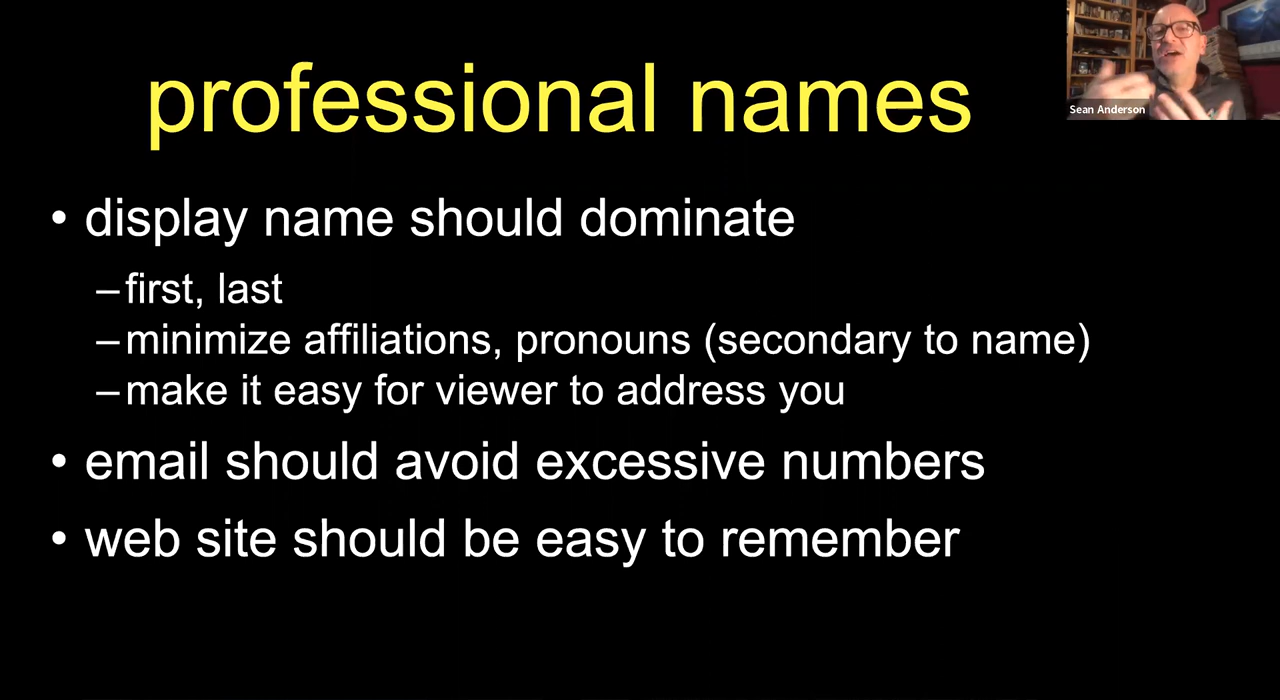 professional names
Sean Anderson
• display name should dominate
–first, last
–minimize affiliations, pronouns (secondary to name)
–make it easy for viewer to address you
• email should avoid excessive numbers
• web site should be easy to remember